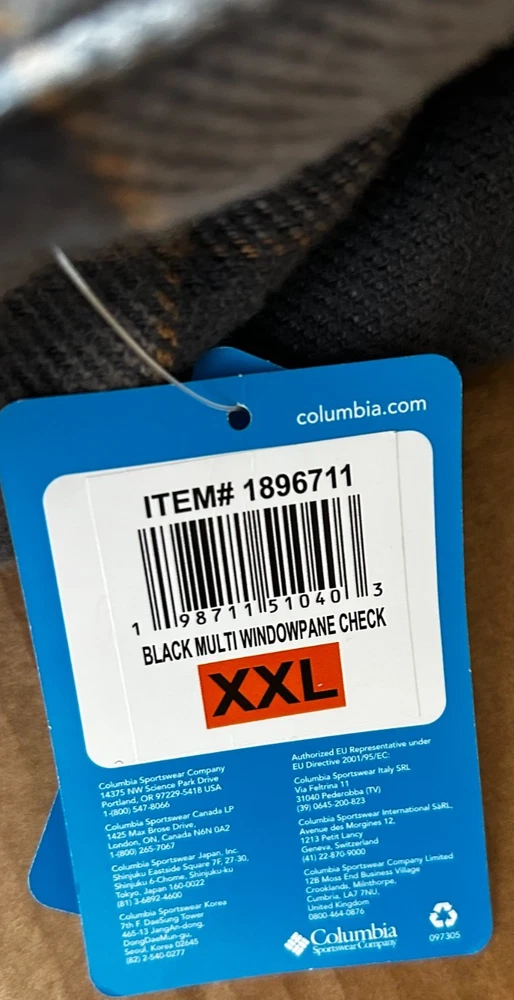 columbia.com
ITEM# 1896711
1 98711 51040 3
BLACK MULTI WINDOWPANE CHECK
XXL
Columbia Sportswear Company
14375 NW Science Park Drive
Portland, OR 97229-5418 USA
1-(800) 547-8066
Columbia Sportswear Canada LP
1425 Max Brose Drive,
London, ON, Canada N6N 0A2
1-(800) 265-7067
Columbia Sportswear Japan, Inc.
Shinjuku Eastside Square 7F, 27-30,
Shinjuku 6-Chome, Shinjuku-ku
Tokyo, Japan 160-0022
(81) 3-6892-4600
Columbia Sportswear Korea
7th F. DaeSung Tower
465-13 JangAn-dong,
DongDaeMun-gu,
Seoul, Korea 02645
(82) 2-540-0277
Authorized EU Representative under
EU Directive 2001/95/EC:
Columbia Sportswear Italy SRL
Via Feltrina 11
31040 Pederobba (TV)
(39) 0645-200-823
Columbia Sportswear International SàRL,
Avenue des Morgines 12,
1213 Petit Lancy
Geneva, Switzerland
(41) 22-870-9000
Columbia Sportswear Company Limited
12B Moss End Business Village
Crooklands, Milnthorpe,
Cumbria, LA7 7NU,
United Kingdom
0800-464-0876
Columbia
Sportswear Company
097305